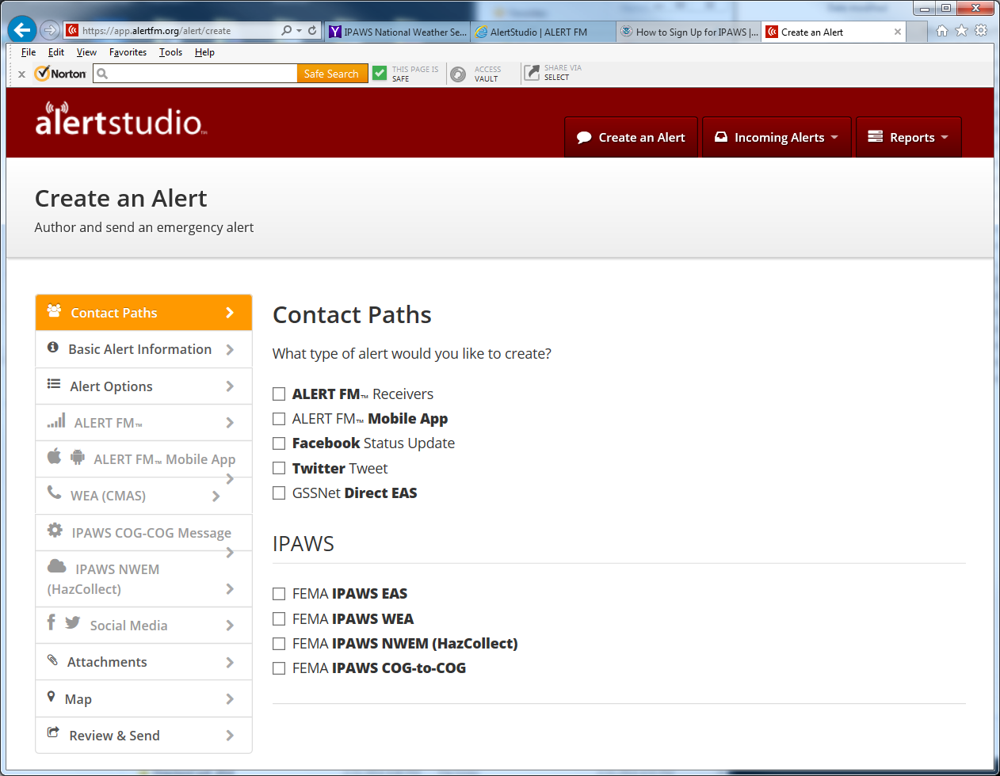 https://app.alertfm.org/alert/create
IPAWS National Weather Se...
AlertStudio | ALERT FM
How to Sign Up for IPAWS |...
Create an Alert
File Edit View Favorites Tools Help
x Norton Safe Search
THIS PAGE IS
SAFE
ACCESS
VAULT
SHARE VIA
SELECT
alertstudio™
Create an Alert
Incoming Alerts
Reports
Create an Alert
Author and send an emergency alert
Contact Paths
Basic Alert Information
Alert Options
ALERT FM™
ALERT FM™ Mobile App
WEA (CMAS)
IPAWS COG-COG Message
IPAWS NWEM
(HazCollect)
Social Media
Attachments
Map
Review & Send
Contact Paths
What type of alert would you like to create?
ALERT FM™ Receivers
ALERT FM™ Mobile App
Facebook Status Update
Twitter Tweet
GSSNet Direct EAS
IPAWS
FEMA IPAWS EAS
FEMA IPAWS WEA
FEMA IPAWS NWEM (HazCollect)
FEMA IPAWS COG-to-COG